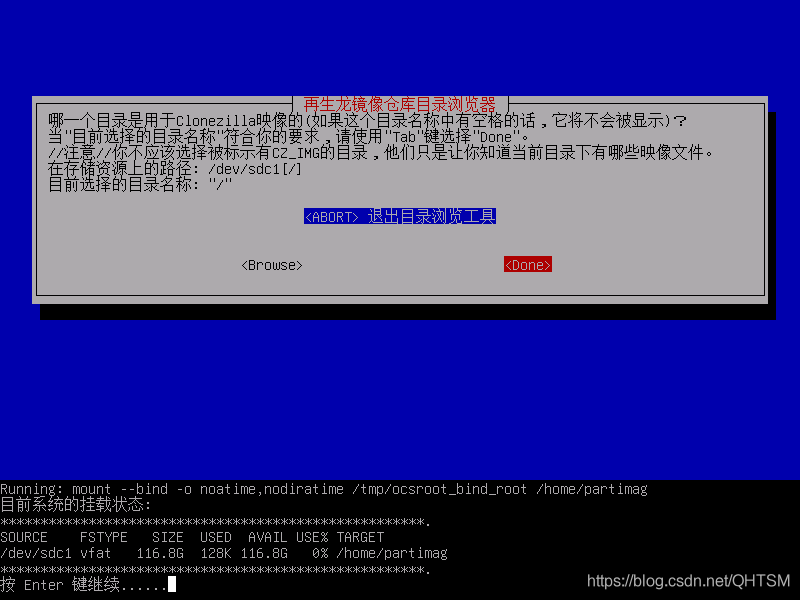 再生龙镜像仓库目录浏览器
哪一个目录是用于Clonezilla映像的(如果这个目录名称中有空格的话，它将不会被显示)？
当"目前选择的目录名称"符合你的要求，请使用"Tab"键选择"Done"。
//注意//你不应该选择被标示有CZ_IMG的目录，他们只是让你知道当前目录下有哪些映像文件。
在存储资源上的路径: /dev/sdc1[/]
目前选择的目录名称: "/"
<ABORT> 退出目录浏览工具
<Browse> <Done>
Running: mount --bind -o noatime,nodiratime /tmp/ocsroot_bind_root /home/partimag
目前系统的挂载状态:
*****************************************************.
SOURCE    FSTYPE   SIZE  USED  AVAIL USE% TARGET
/dev/sdc1 vfat   116.8G  128K 116.8G   0% /home/partimag
*****************************************************.
按 Enter 键继续......
https://blog.csdn.net/QHTSM